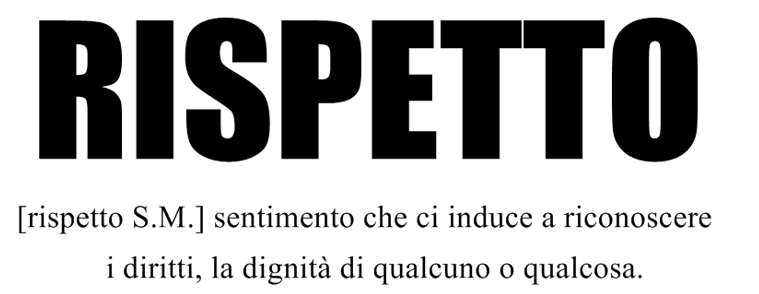 RISPETTO
[rispetto S.M.] sentimento che ci induce a riconoscere
i diritti, la dignità di qualcuno o qualcosa.